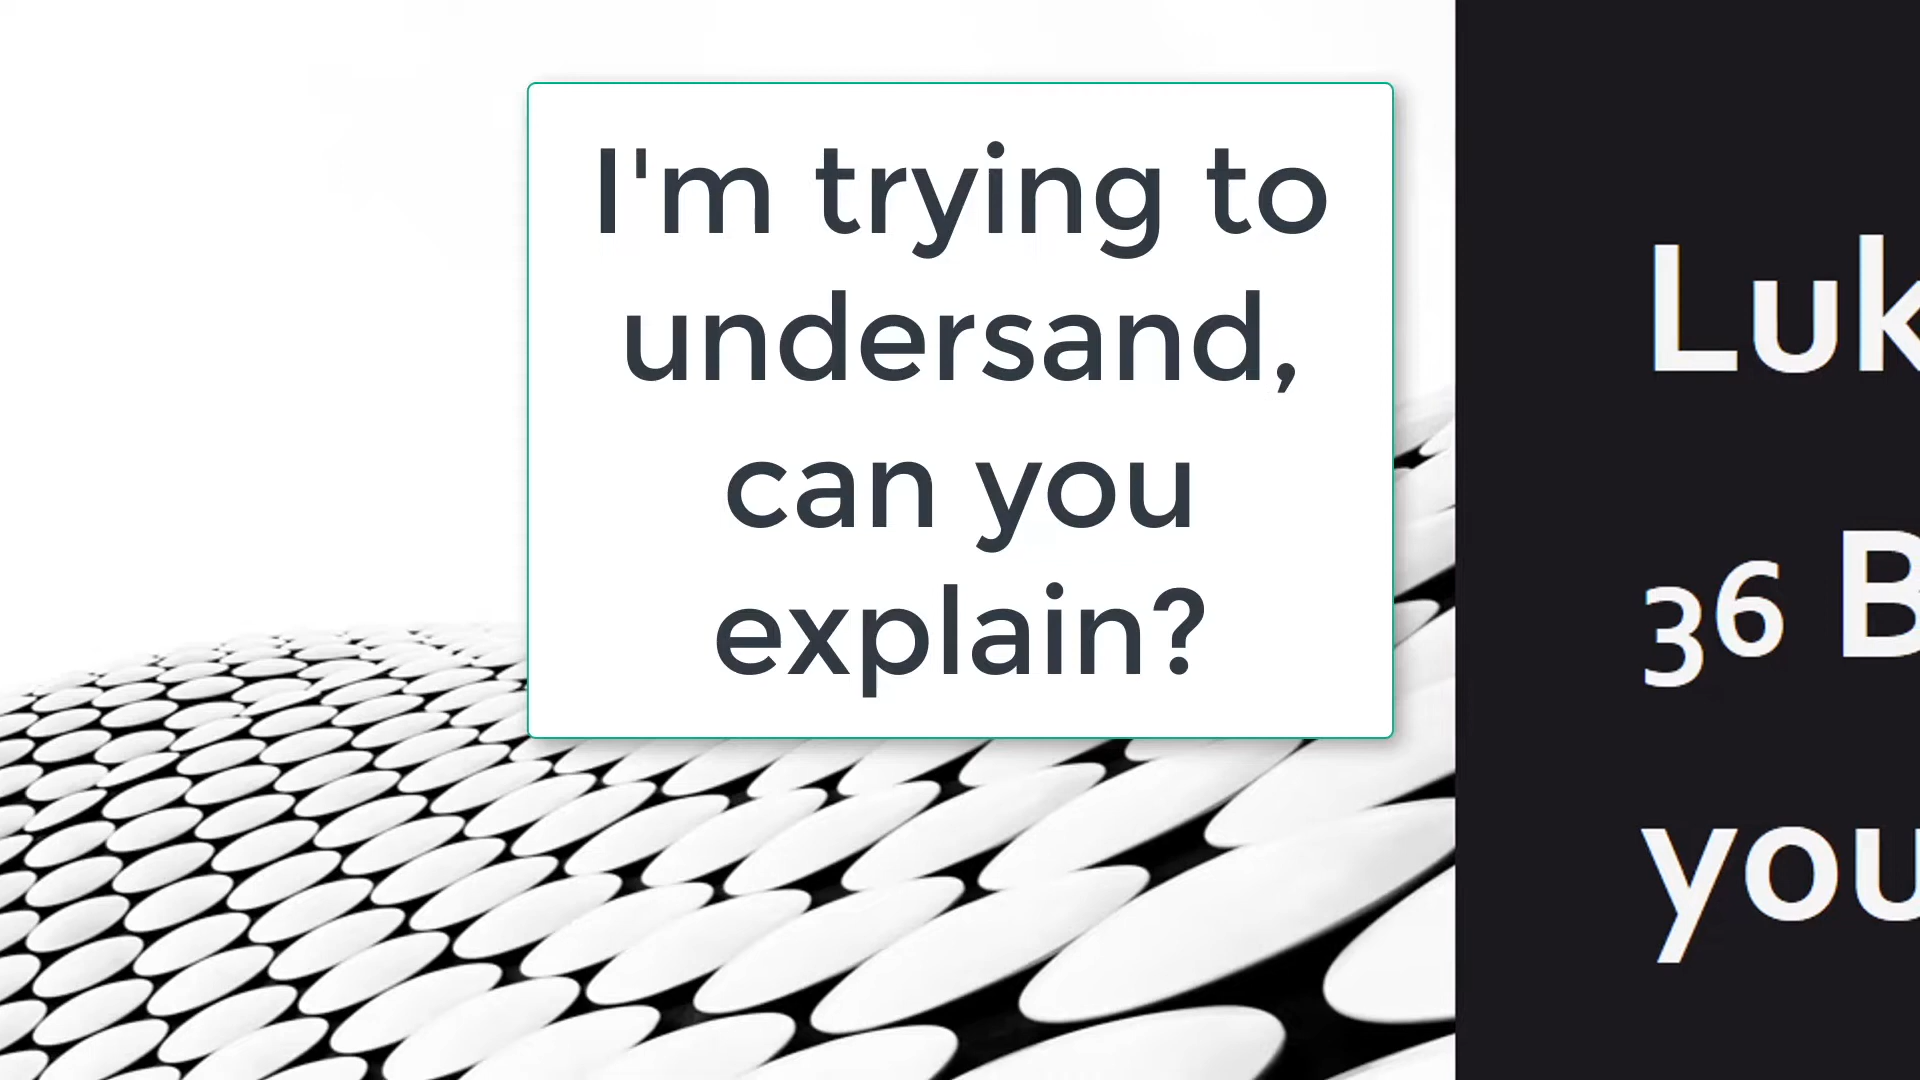 I'm trying to
undersand,
can you
explain?
Luk
36 B
you